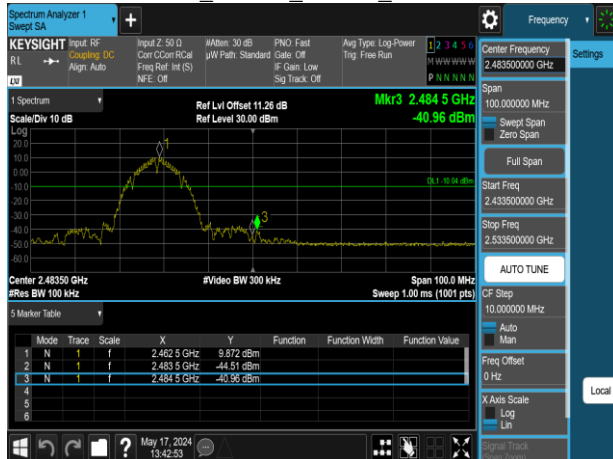 Spectrum Analyzer 1
Swept SA
+
Frequency
KEYSIGHT
RL
LXI
Input: RF
Coupling: DC
Align: Auto
Input Z: 50 Ω
Corr CCorr RCal
Freq Ref: Int (S)
NFE: Off
#Atten: 30 dB
µW Path: Standard
PNO: Fast
Gate: Off
IF Gain: Low
Sig Track: Off
Avg Type: Log-Power
Trig: Free Run
1 2 3 4 5 6
M W W W W W
P N N N N N
1 Spectrum
Scale/Div 10 dB
Ref Lvl Offset 11.26 dB
Ref Level 30.00 dBm
Mkr3 2.484 5 GHz
-40.96 dBm
Log
20.0
10.0
0.00
-10.0
-20.0
-30.0
-40.0
-50.0
-60.0
1
3
DL1 -10.04 dBm
Center 2.48350 GHz
#Res BW 100 kHz
#Video BW 300 kHz
Span 100.0 MHz
Sweep 1.00 ms (1001 pts)
5 Marker Table
Mode Trace Scale X Y Function Function Width Function Value
1 N 1 f 2.462 5 GHz 9.872 dBm
2 N 1 f 2.483 5 GHz -44.51 dBm
3 N 1 f 2.484 5 GHz -40.96 dBm
4
5
6
May 17, 2024
13:42:53
Center Frequency
2.483500000 GHz
Span
100.000000 MHz
Swept Span
Zero Span
Full Span
Start Freq
2.433500000 GHz
Stop Freq
2.533500000 GHz
AUTO TUNE
CF Step
10.000000 MHz
Auto
Man
Freq Offset
0 Hz
X Axis Scale
Log
Lin
Signal Track
(Span Zoom)
Settings
Local